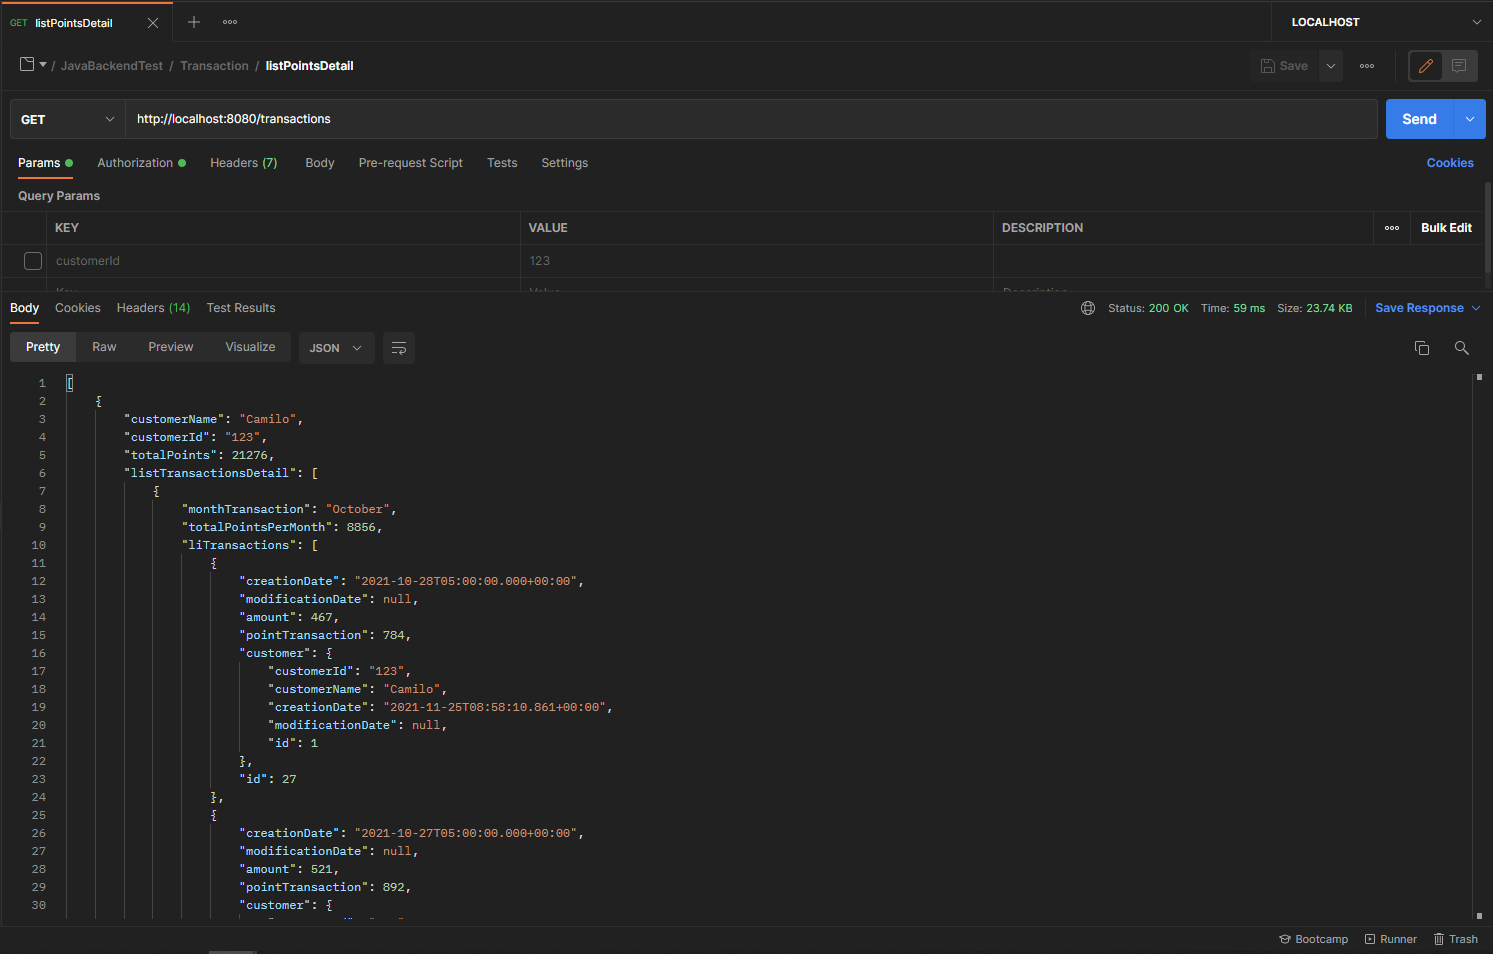 GET listPointsDetail
LOCALHOST
/ JavaBackendTest / Transaction / listPointsDetail
Save
GET http://localhost:8080/transactions Send
Params Authorization Headers (7) Body Pre-request Script Tests Settings Cookies
Query Params
KEY VALUE DESCRIPTION Bulk Edit
customerId 123
Key Value Description
Body Cookies Headers (14) Test Results Status: 200 OK Time: 59 ms Size: 23.74 KB Save Response
Pretty Raw Preview Visualize JSON
1 [
2 {
3 "customerName": "Camilo",
4 "customerId": "123",
5 "totalPoints": 21276,
6 "listTransactionsDetail": [
7 {
8 "monthTransaction": "October",
9 "totalPointsPerMonth": 8856,
10 "liTransactions": [
11 {
12 "creationDate": "2021-10-28T05:00:00.000+00:00",
13 "modificationDate": null,
14 "amount": 467,
15 "pointTransaction": 784,
16 "customer": {
17 "customerId": "123",
18 "customerName": "Camilo",
19 "creationDate": "2021-11-25T08:58:10.861+00:00",
20 "modificationDate": null,
21 "id": 1
22 },
23 "id": 27
24 },
25 {
26 "creationDate": "2021-10-27T05:00:00.000+00:00",
27 "modificationDate": null,
28 "amount": 521,
29 "pointTransaction": 892,
30 "customer": {
Bootcamp Runner Trash